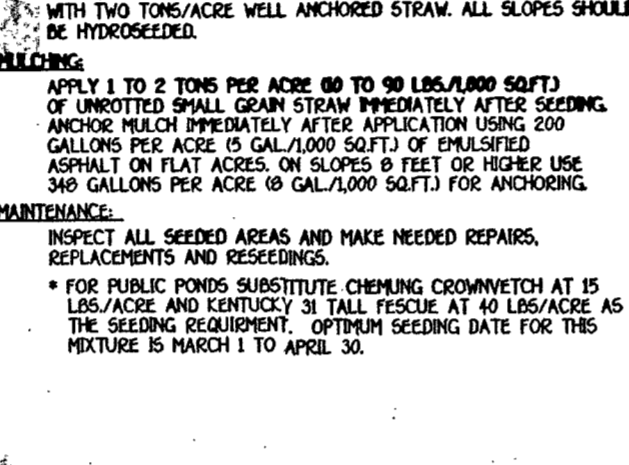 WITH TWO TONS/ACRE WELL ANCHORED STRAW. ALL SLOPES SHOULD
BE HYDROSEEDED.
MULCHING:
APPLY 1 TO 2 TONS PER ACRE (70 TO 90 LBS./1,000 SQ.FT.)
OF UNROTTED SMALL GRAIN STRAW IMMEDIATELY AFTER SEEDING.
ANCHOR MULCH IMMEDIATELY AFTER APPLICATION USING 200
GALLONS PER ACRE (5 GAL./1,000 SQ.FT.) OF EMULSIFIED
ASPHALT ON FLAT ACRES. ON SLOPES 8 FEET OR HIGHER USE
348 GALLONS PER ACRE (8 GAL./1,000 SQ.FT.) FOR ANCHORING.
MAINTENANCE:
INSPECT ALL SEEDED AREAS AND MAKE NEEDED REPAIRS,
REPLACEMENTS AND RESEEDINGS.
* FOR PUBLIC PONDS SUBSTITUTE CHEMUNG CROWNVETCH AT 15
LBS./ACRE AND KENTUCKY 31 TALL FESCUE AT 40 LBS/ACRE AS
THE SEEDING REQUIRMENT. OPTIMUM SEEDING DATE FOR THIS
MIXTURE IS MARCH 1 TO APRIL 30.